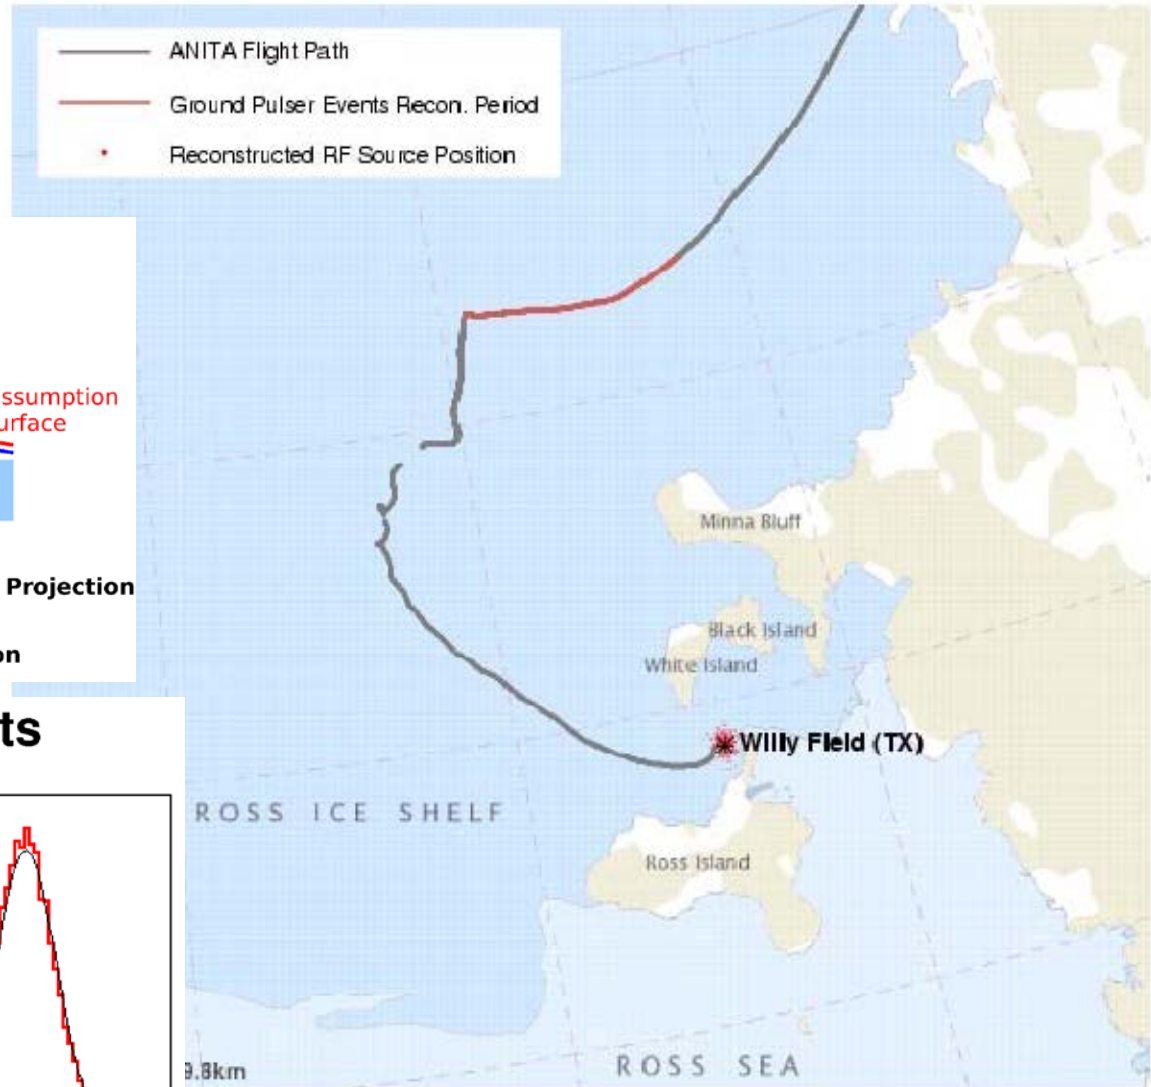 ANITA Flight Path
Ground Pulser Events Recon. Period
Reconstructed RF Source Position
ssumption
urface
Projection
on
ts
Minna Bluff
Black Island
White Island
Willy Field (TX)
ROSS ICE SHELF
Ross Island
9.8km
ROSS SEA